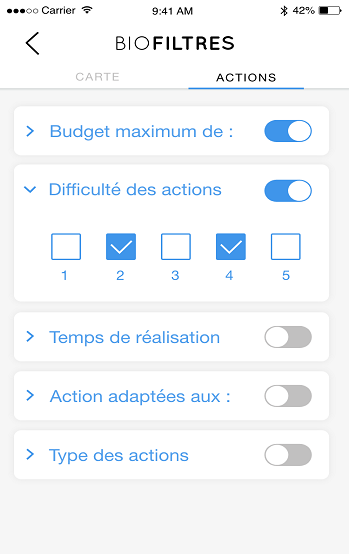 Carrier 9:41 AM 42%
BIOFILTRES
CARTE ACTIONS
Budget maximum de :
Difficulté des actions
1 2 3 4 5
Temps de réalisation
Action adaptées aux :
Type des actions